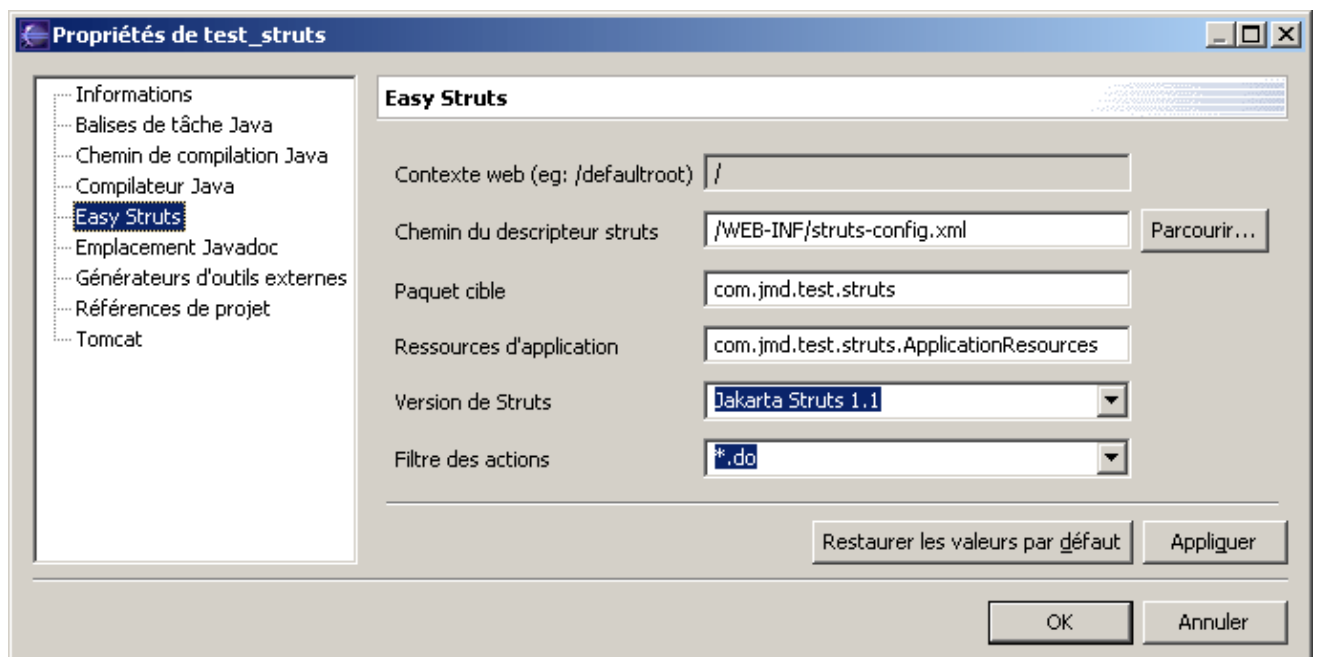 Propriétés de test_struts
Informations
Balises de tâche Java
Chemin de compilation Java
Compilateur Java
Easy Struts
Emplacement Javadoc
Générateurs d'outils externes
Références de projet
Tomcat
Easy Struts
Contexte web (eg: /defaultroot) /
Chemin du descripteur struts /WEB-INF/struts-config.xml Parcourir...
Paquet cible com.jmd.test.struts
Ressources d'application com.jmd.test.struts.ApplicationResources
Version de Struts Jakarta Struts 1.1
Filtre des actions *.do
Restaurer les valeurs par défaut Appliquer
OK Annuler